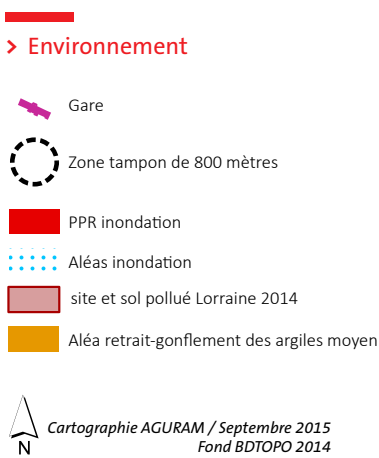 > Environnement
Gare
Zone tampon de 800 mètres
PPR inondation
Aléas inondation
site et sol pollué Lorraine 2014
Aléa retrait-gonflement des argiles moyen
Cartographie AGURAM / Septembre 2015
N
Fond BDTOPO 2014